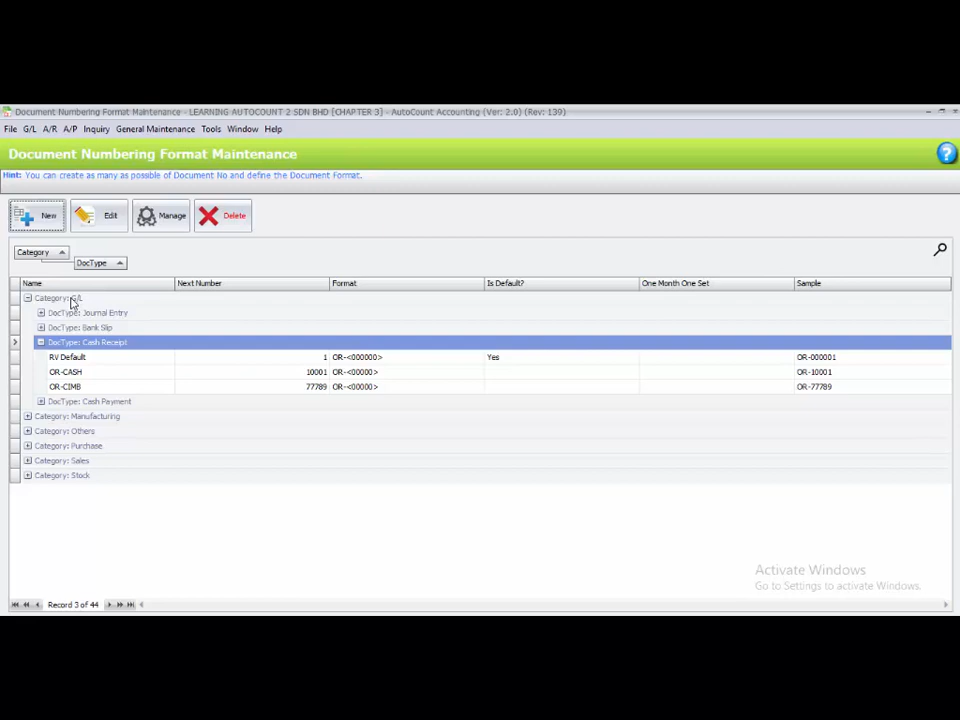 Document Numbering Format Maintenance - LEARNING AUTOCOUNT 2 SDN BHD [CHAPTER 3] - AutoCount Accounting (Ver: 2.0) (Rev: 139)
File G/L A/R A/P Inquiry General Maintenance Tools Window Help
Document Numbering Format Maintenance
Hint: You can create as many as possible of Document No and define the Document Format.
New Edit Manage Delete
Category
DocType
Name Next Number Format Is Default? One Month One Set Sample
Category: G/L
DocType: Journal Entry
DocType: Bank Slip
DocType: Cash Receipt
RV Default 1 OR-<000000> Yes OR-000001
OR-CASH 10001 OR-<00000> OR-10001
OR-CIMB 77789 OR-<00000> OR-77789
DocType: Cash Payment
Category: Manufacturing
Category: Others
Category: Purchase
Category: Sales
Category: Stock
Activate Windows
Go to Settings to activate Windows.
Record 3 of 44